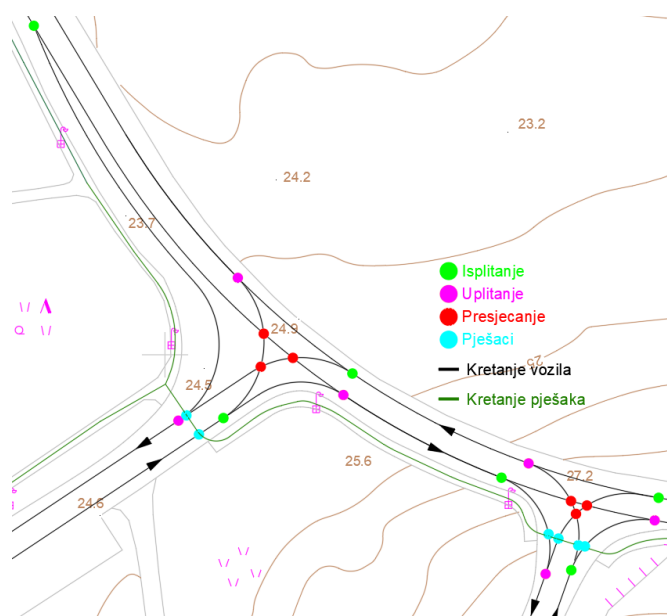 23.2
24.2
23.7
Isplitanje
Uplitanje
24.9
Presjecanje
Pješaci
25
Kretanje vozila
24.5
Kretanje pješaka
25.6
27.2
24.6